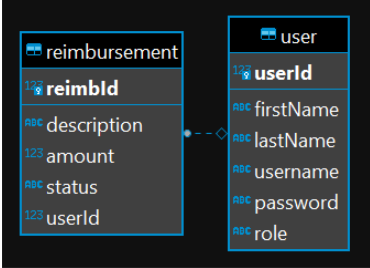 reimbursement
123 reimbId
ABC description
123 amount
ABC status
123 userId
user
123 userId
ABC firstName
ABC lastName
ABC username
ABC password
ABC role